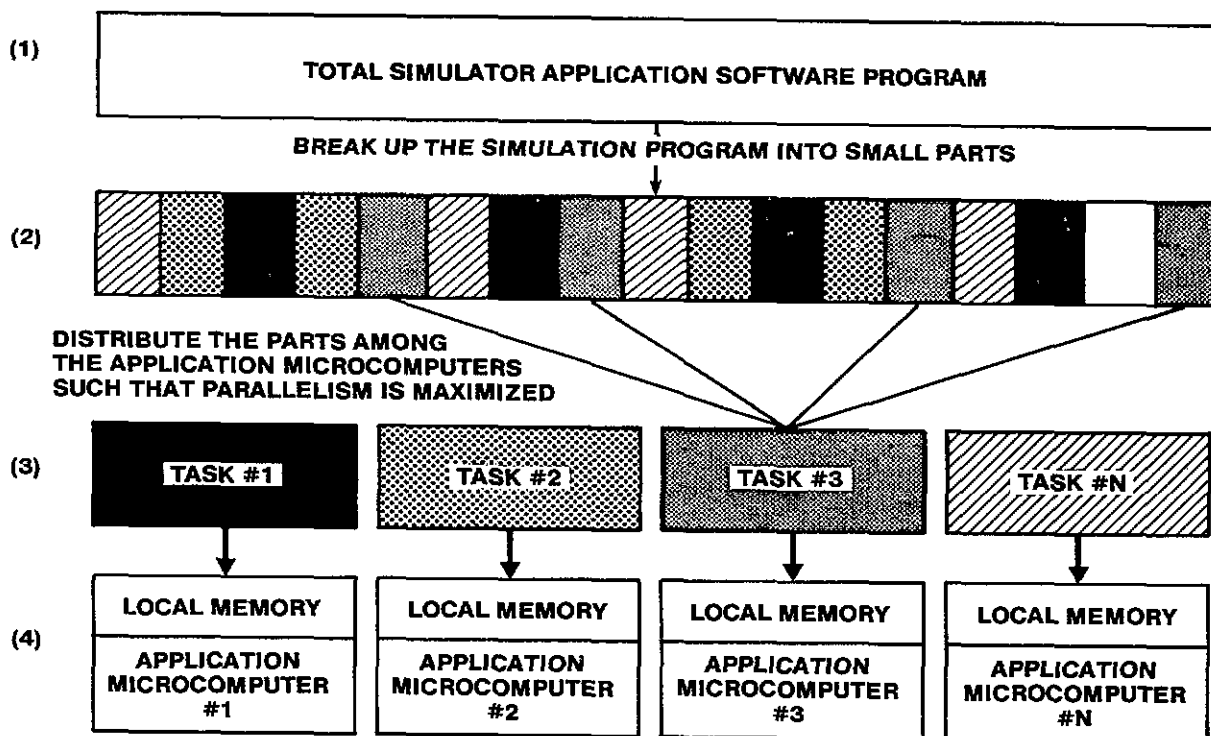 (1)
TOTAL SIMULATOR APPLICATION SOFTWARE PROGRAM
BREAK UP THE SIMULATION PROGRAM INTO SMALL PARTS
(2)
DISTRIBUTE THE PARTS AMONG
THE APPLICATION MICROCOMPUTERS
SUCH THAT PARALLELISM IS MAXIMIZED
(3)
TASK #1
TASK #2
TASK #3
TASK #N
(4)
LOCAL MEMORY
APPLICATION
MICROCOMPUTER
#1
LOCAL MEMORY
APPLICATION
MICROCOMPUTER
#2
LOCAL MEMORY
APPLICATION
MICROCOMPUTER
#3
LOCAL MEMORY
APPLICATION
MICROCOMPUTER
#N